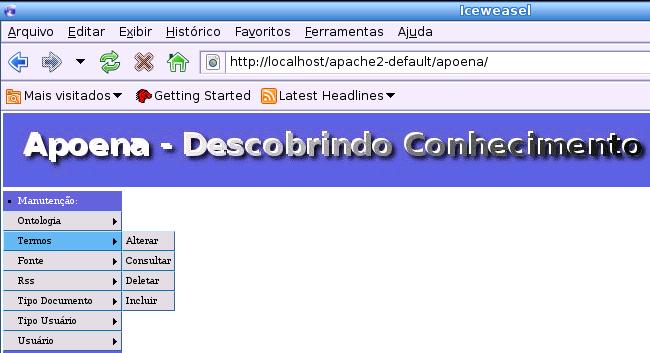 Iceweasel
Arquivo Editar Exibir Histórico Favoritos Ferramentas Ajuda
http://localhost/apache2-default/apoena/
Mais visitados Getting Started Latest Headlines
Apoena - Descobrindo Conhecimento
Manutenção:
Ontologia
Termos Alterar
Fonte Consultar
Rss Deletar
Tipo Documento Incluir
Tipo Usuário
Usuário